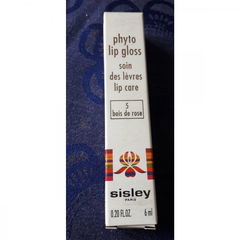 phyto
lip gloss
soin
des lèvres
lip care
5
bois de rose
sisley
PARIS
0.20 FL.OZ. 6 ml